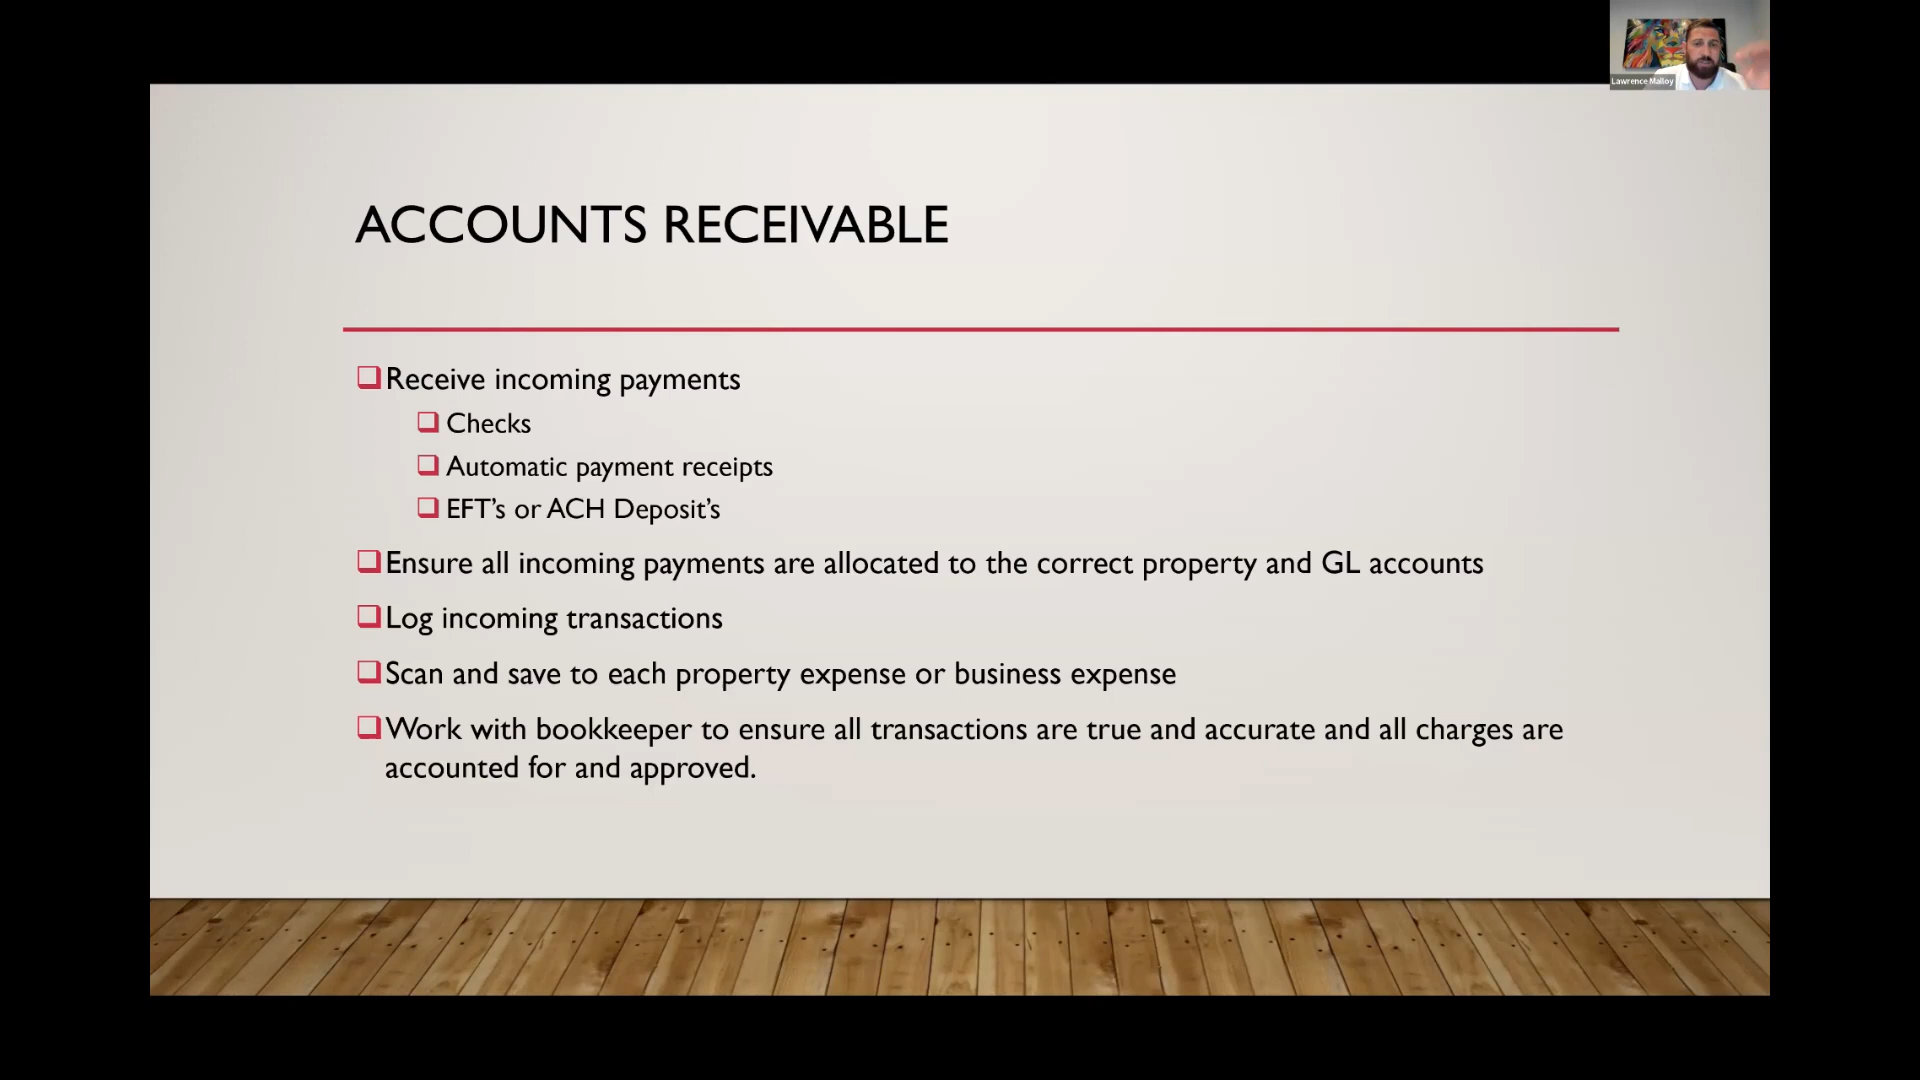 Lawrence Malloy
ACCOUNTS RECEIVABLE
Receive incoming payments
Checks
Automatic payment receipts
EFT’s or ACH Deposit’s
Ensure all incoming payments are allocated to the correct property and GL accounts
Log incoming transactions
Scan and save to each property expense or business expense
Work with bookkeeper to ensure all transactions are true and accurate and all charges are
accounted for and approved.